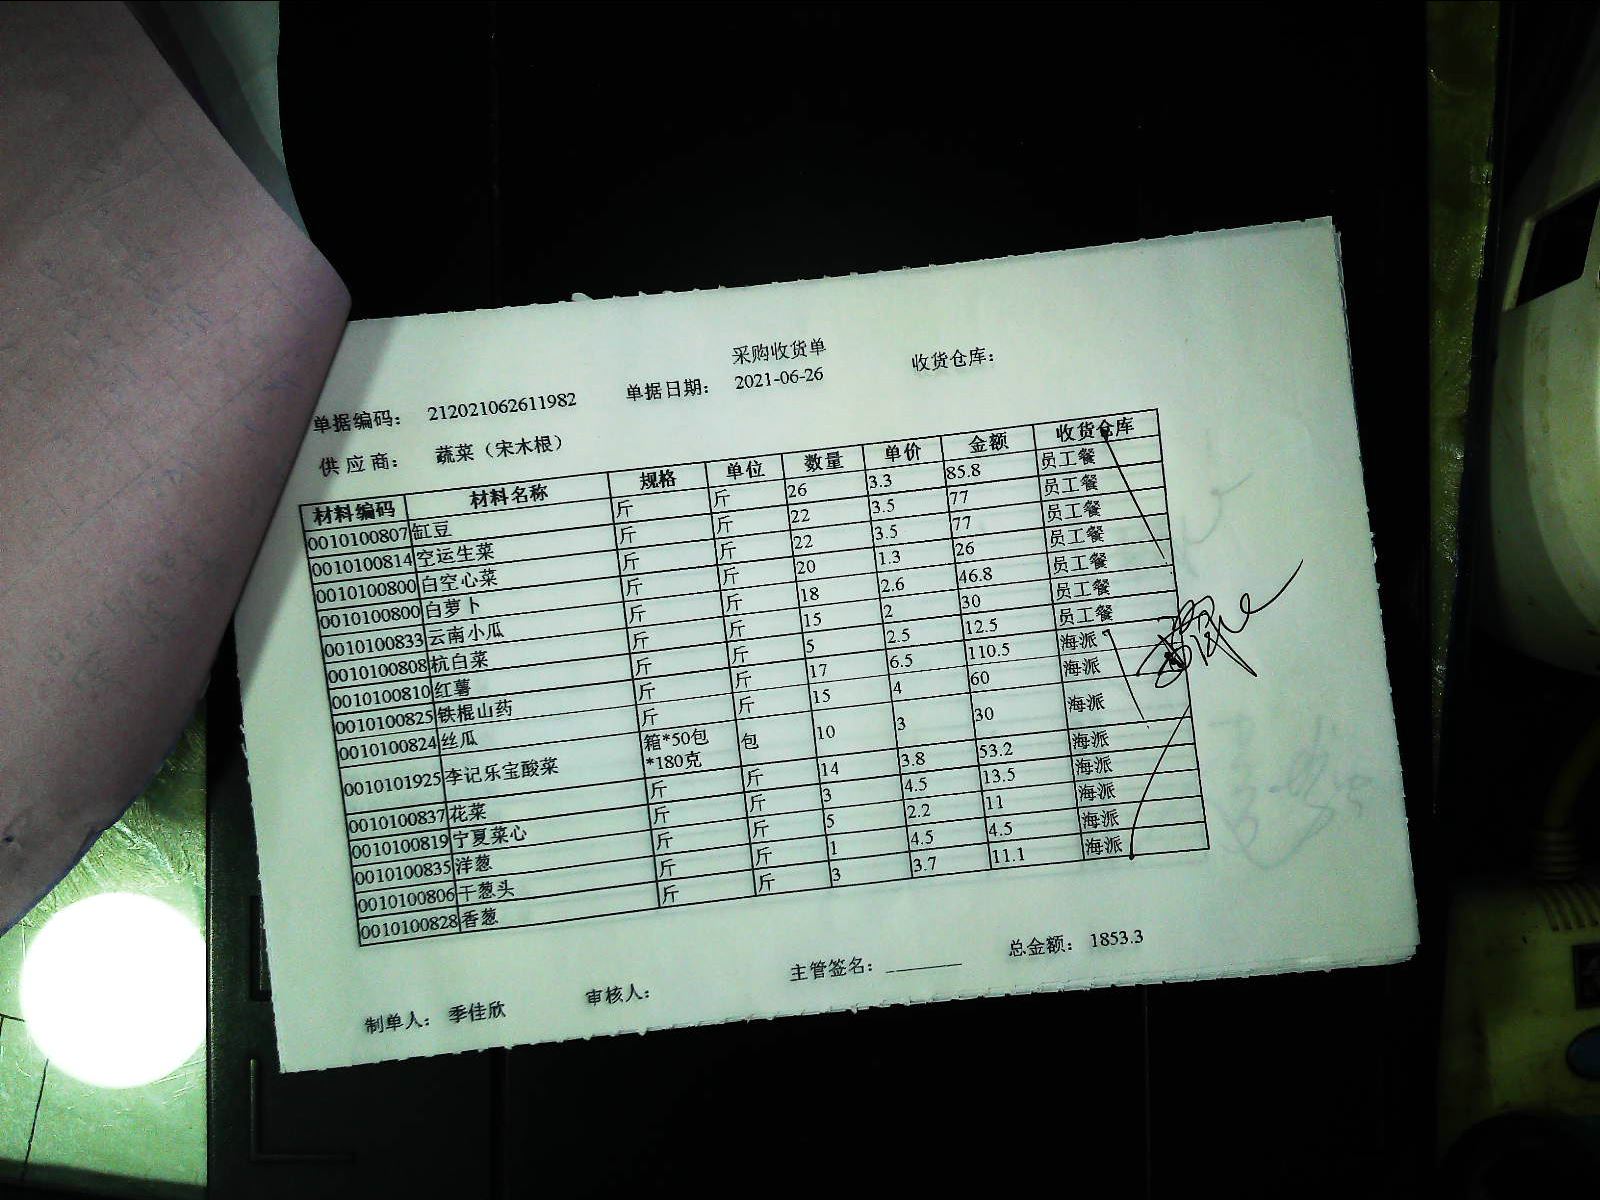 采购收货单
单据编码： 212021062611982 单据日期： 2021-06-26 收货仓库：
供应商： 蔬菜（宋木根）
材料编码 材料名称 规格 单位 数量 单价 金额 收货仓库
0010100807 缸豆 斤 斤 26 3.3 85.8 员工餐
0010100814 空运生菜 斤 斤 22 3.5 77 员工餐
0010100800 白空心菜 斤 斤 22 3.5 77 员工餐
0010100800 白萝卜 斤 斤 20 1.3 26 员工餐
0010100833 云南小瓜 斤 斤 18 2.6 46.8 员工餐
0010100808 杭白菜 斤 斤 15 2 30 员工餐
0010100810 红薯 斤 斤 5 2.5 12.5 员工餐
0010100825 铁棍山药 斤 斤 17 6.5 110.5 海派
0010100824 丝瓜 斤 斤 15 4 60 海派
0010101925 李记乐宝酸菜 箱*50包*180克 包 10 3 30 海派
0010100837 花菜 斤 斤 14 3.8 53.2 海派
0010100819 宁夏菜心 斤 斤 3 4.5 13.5 海派
0010100835 洋葱 斤 斤 5 2.2 11 海派
0010100806 干葱头 斤 斤 1 4.5 4.5 海派
0010100828 香葱 斤 斤 3 3.7 11.1 海派
制单人： 季佳欣 审核人： 主管签名：_______ 总金额： 1853.3